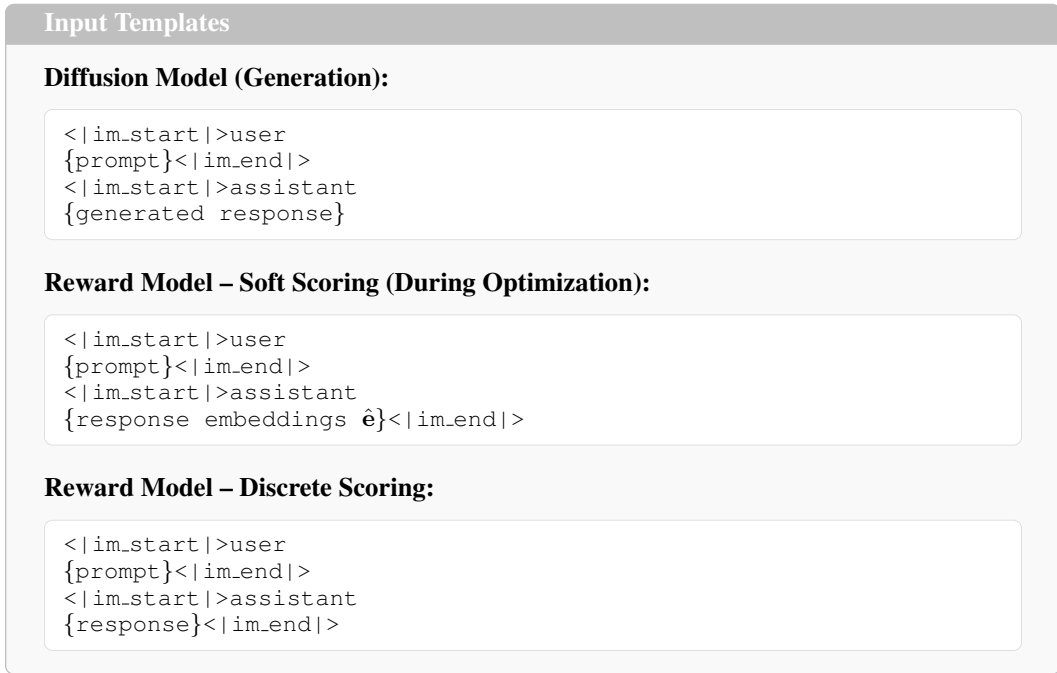 Input Templates
Diffusion Model (Generation):
<|im_start|>user
{prompt}<|im_end|>
<|im_start|>assistant
{generated response}
Reward Model – Soft Scoring (During Optimization):
<|im_start|>user
{prompt}<|im_end|>
<|im_start|>assistant
{response embeddings ê}<|im_end|>
Reward Model – Discrete Scoring:
<|im_start|>user
{prompt}<|im_end|>
<|im_start|>assistant
{response}<|im_end|>